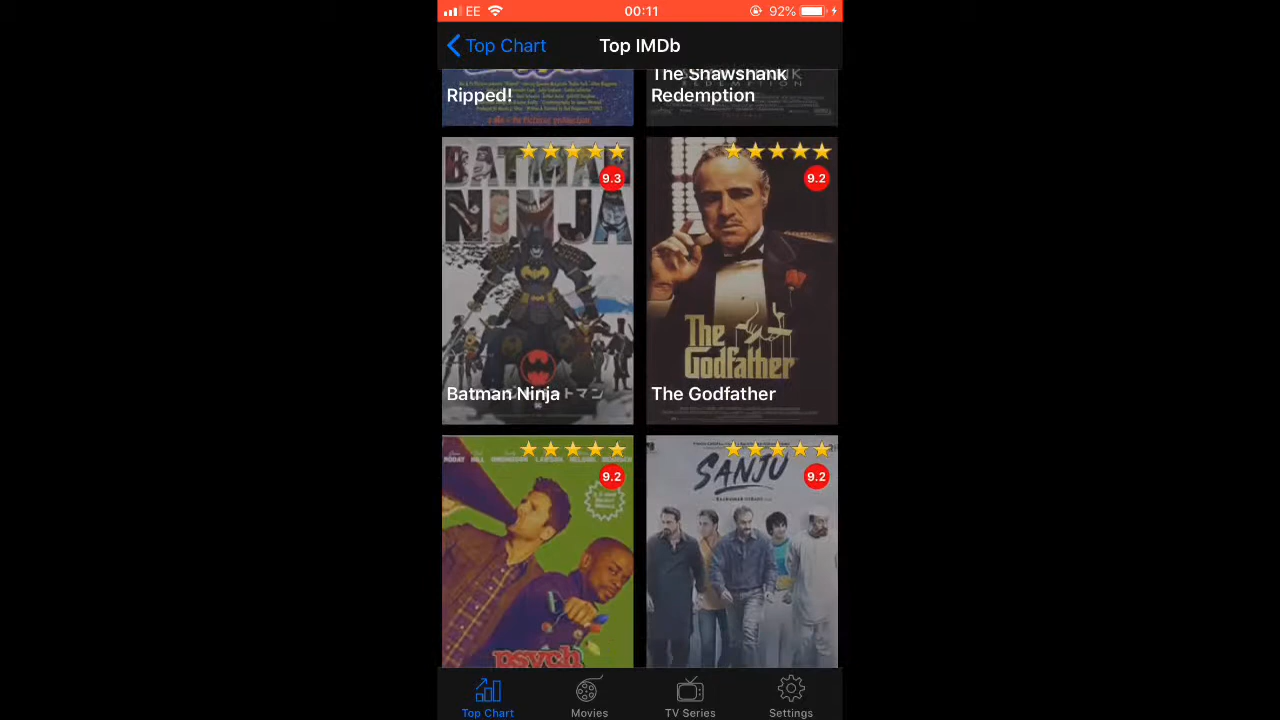 EE
00:11
92%
Top Chart
Top IMDb
Ripped!
The Shawshank
Redemption
BATMAN
NINJA
9.3
Batman Ninja
9.2
The
Godfather
The Godfather
9.2
psych
9.2
SANJU
Top Chart
Movies
TV Series
Settings